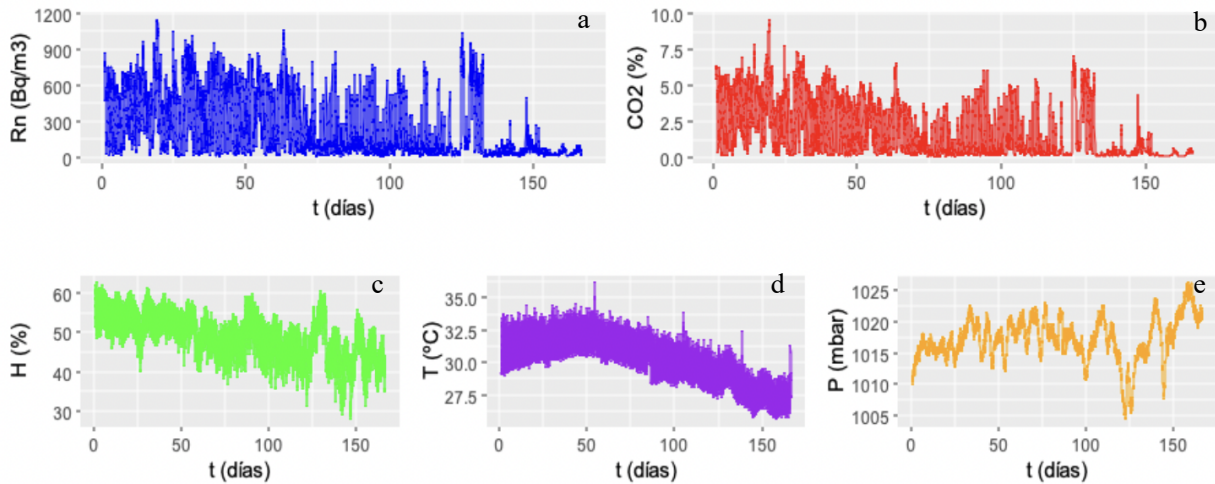 a
1200
900
600
300
0
Rn (Bq/m3)
0 50 100 150
t (días)
b
10.0
7.5
5.0
2.5
0.0
CO2 (%)
0 50 100 150
t (días)
c
60
50
40
30
H (%)
0 50 100 150
t (días)
d
35.0
32.5
30.0
27.5
T (°C)
0 50 100 150
t (días)
e
1025
1020
1015
1010
1005
P (mbar)
0 50 100 150
t (días)